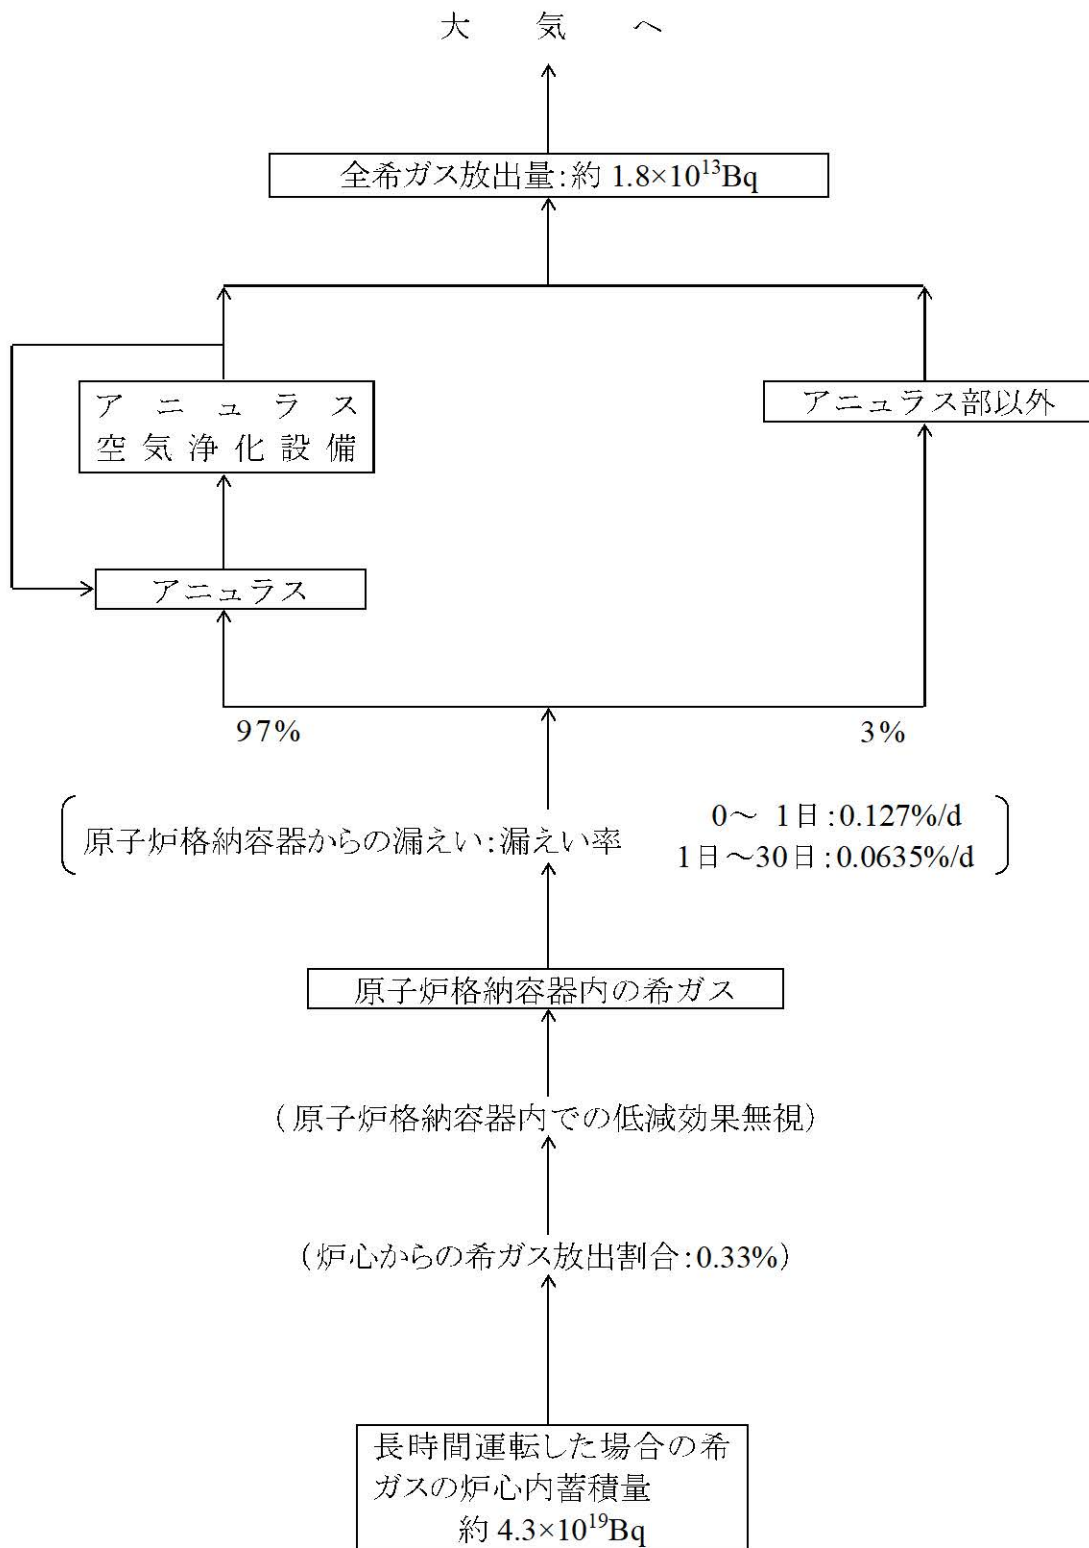 大気へ
全希ガス放出量：約 1.8×10¹³Bq
アニュラス
空気浄化設備
アニュラス部以外
アニュラス
97%
3%
原子炉格納容器からの漏えい：漏えい率
0～ 1日：0.127%/d
1日～30日：0.0635%/d
原子炉格納容器内の希ガス
（原子炉格納容器内での低減効果無視）
（炉心からの希ガス放出割合：0.33%）
長時間運転した場合の希
ガスの炉心内蓄積量
約 4.3×10¹⁹Bq